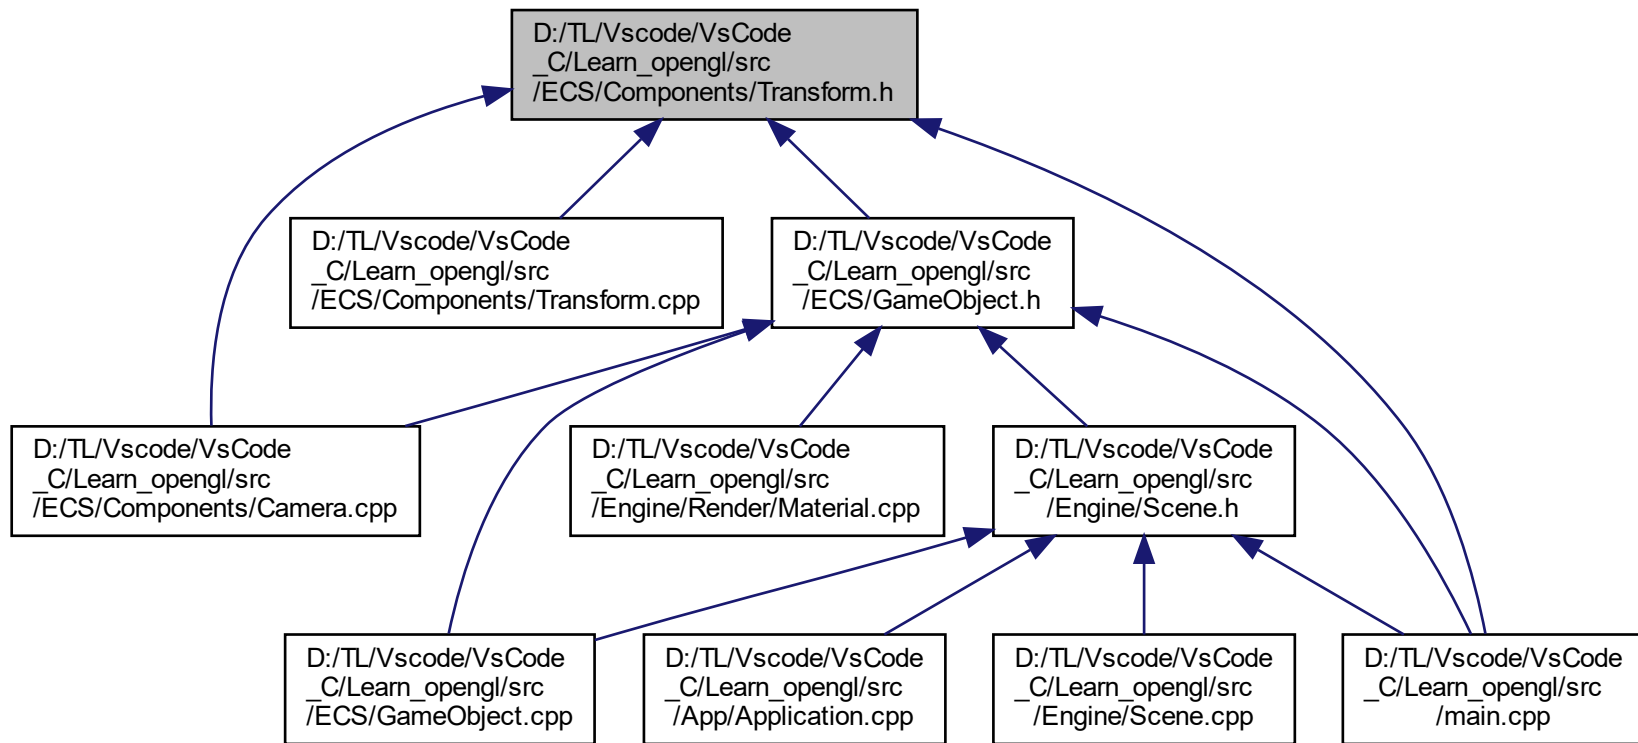 D:/TL/Vscode/VsCode
_C/Learn_opengl/src
/ECS/Components/Transform.h
D:/TL/Vscode/VsCode
_C/Learn_opengl/src
/ECS/Components/Transform.cpp
D:/TL/Vscode/VsCode
_C/Learn_opengl/src
/ECS/GameObject.h
D:/TL/Vscode/VsCode
_C/Learn_opengl/src
/ECS/Components/Camera.cpp
D:/TL/Vscode/VsCode
_C/Learn_opengl/src
/Engine/Render/Material.cpp
D:/TL/Vscode/VsCode
_C/Learn_opengl/src
/Engine/Scene.h
D:/TL/Vscode/VsCode
_C/Learn_opengl/src
/ECS/GameObject.cpp
D:/TL/Vscode/VsCode
_C/Learn_opengl/src
/App/Application.cpp
D:/TL/Vscode/VsCode
_C/Learn_opengl/src
/Engine/Scene.cpp
D:/TL/Vscode/VsCode
_C/Learn_opengl/src
/main.cpp